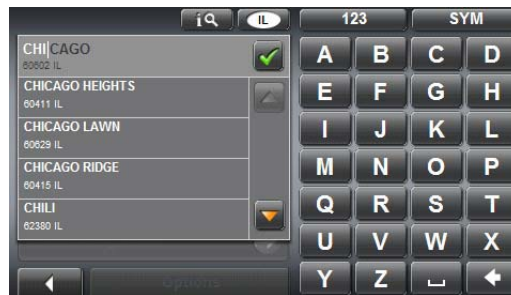 i IL 123 SYM
CHICAGO
60602 IL
CHICAGO HEIGHTS
60411 IL
CHICAGO LAWN
60629 IL
CHICAGO RIDGE
60415 IL
CHILI
62380 IL
A B C D
E F G H
I J K L
M N O P
Q R S T
U V W X
Y Z
Options